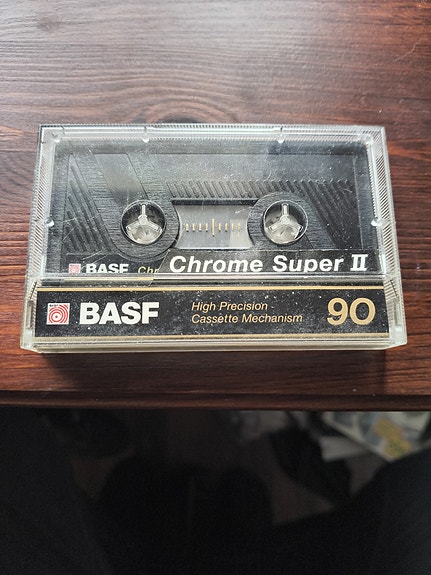 BASF Chr
Chrome Super II
BASF
High Precision
Cassette Mechanism
90